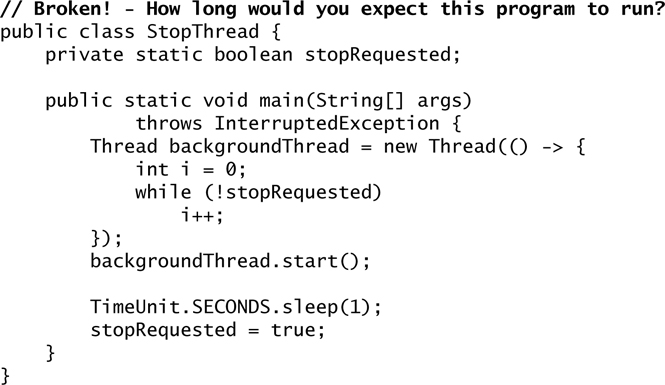 // Broken! - How long would you expect this program to run?
public class StopThread {
    private static boolean stopRequested;

    public static void main(String[] args)
            throws InterruptedException {
        Thread backgroundThread = new Thread(() -> {
            int i = 0;
            while (!stopRequested)
                i++;
        });
        backgroundThread.start();

        TimeUnit.SECONDS.sleep(1);
        stopRequested = true;
    }
}